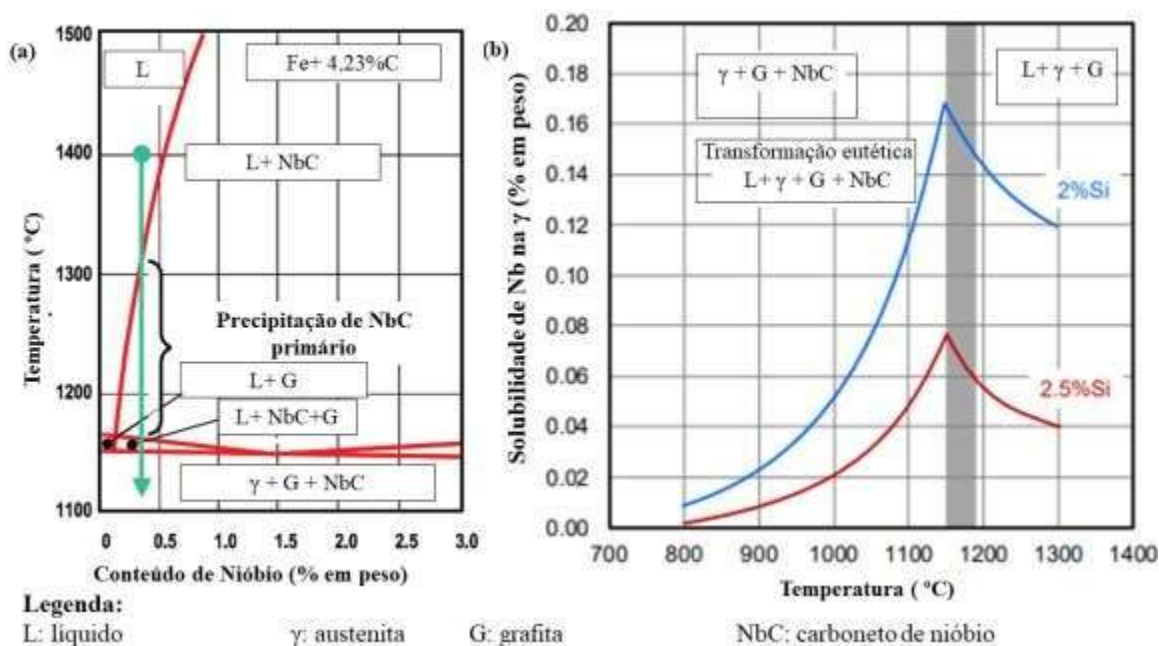 (a)
1500
1400
1300
1200
1100
Temperatura ( ºC)
L
Fe+ 4,23%C
L+ NbC
Precipitação de NbC
primário
L+ G
L+ NbC+G
γ + G + NbC
0 0.5 1.0 1.5 2.0 2.5 3.0
Conteúdo de Nióbio (% em peso)
(b)
0.20
0.18
0.16
0.14
0.12
0.10
0.08
0.06
0.04
0.02
0.00
Solubilidade de Nb na γ (% em peso)
γ + G + NbC
L+ γ + G
Transformação eutética
L+ γ + G + NbC
2%Si
2.5%Si
700 800 900 1000 1100 1200 1300 1400
Temperatura ( ºC)
Legenda:
L: líquido γ: austenita G: grafita NbC: carboneto de nióbio